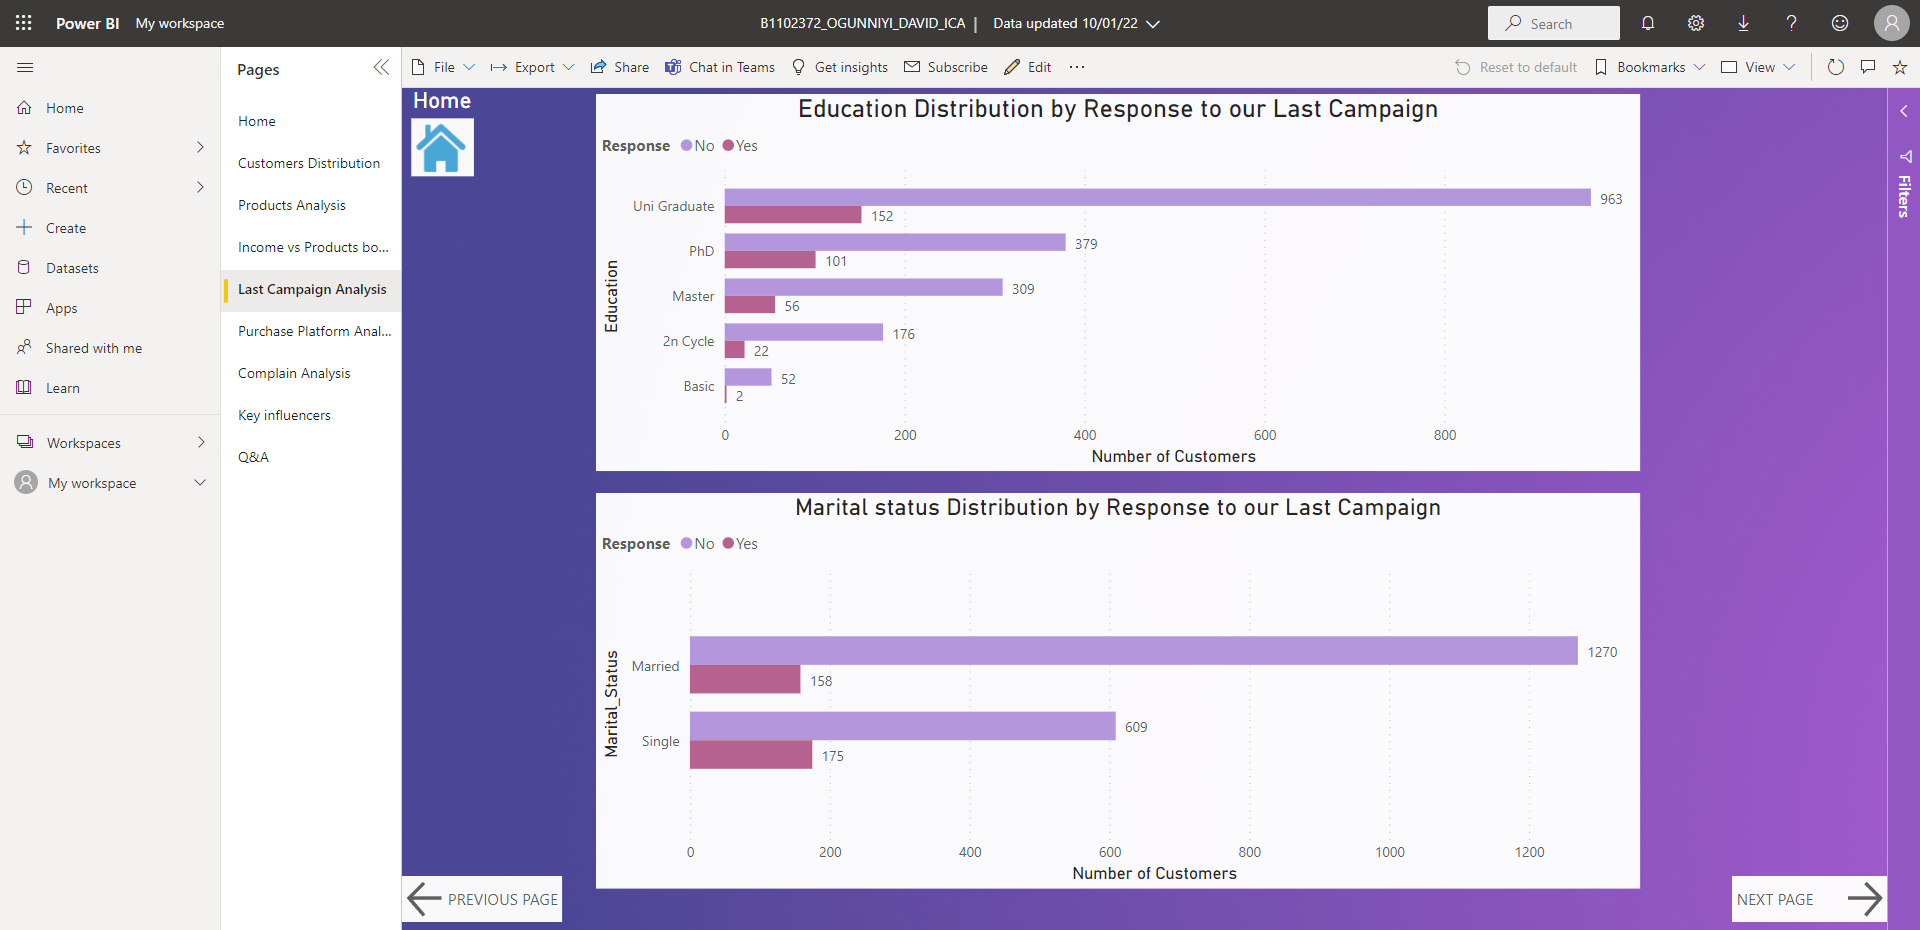 Power BI My workspace
B1102372_OGUNNIYI_DAVID_ICA | Data updated 10/01/22
Search
Pages
File Export Share Chat in Teams Get insights Subscribe Edit ...
Reset to default Bookmarks View
Home
Favorites
Recent
Create
Datasets
Apps
Shared with me
Learn
Workspaces
My workspace
Home
Customers Distribution
Products Analysis
Income vs Products bo...
Last Campaign Analysis
Purchase Platform Anal...
Complain Analysis
Key influencers
Q&A
Home
Education Distribution by Response to our Last Campaign
Response No Yes
Education
Uni Graduate 963
152
PhD 379
101
Master 309
56
2n Cycle 176
22
Basic 52
2
0 200 400 600 800
Number of Customers
Marital status Distribution by Response to our Last Campaign
Response No Yes
Marital_Status
Married 1270
158
Single 609
175
0 200 400 600 800 1000 1200
Number of Customers
PREVIOUS PAGE
NEXT PAGE
Filters